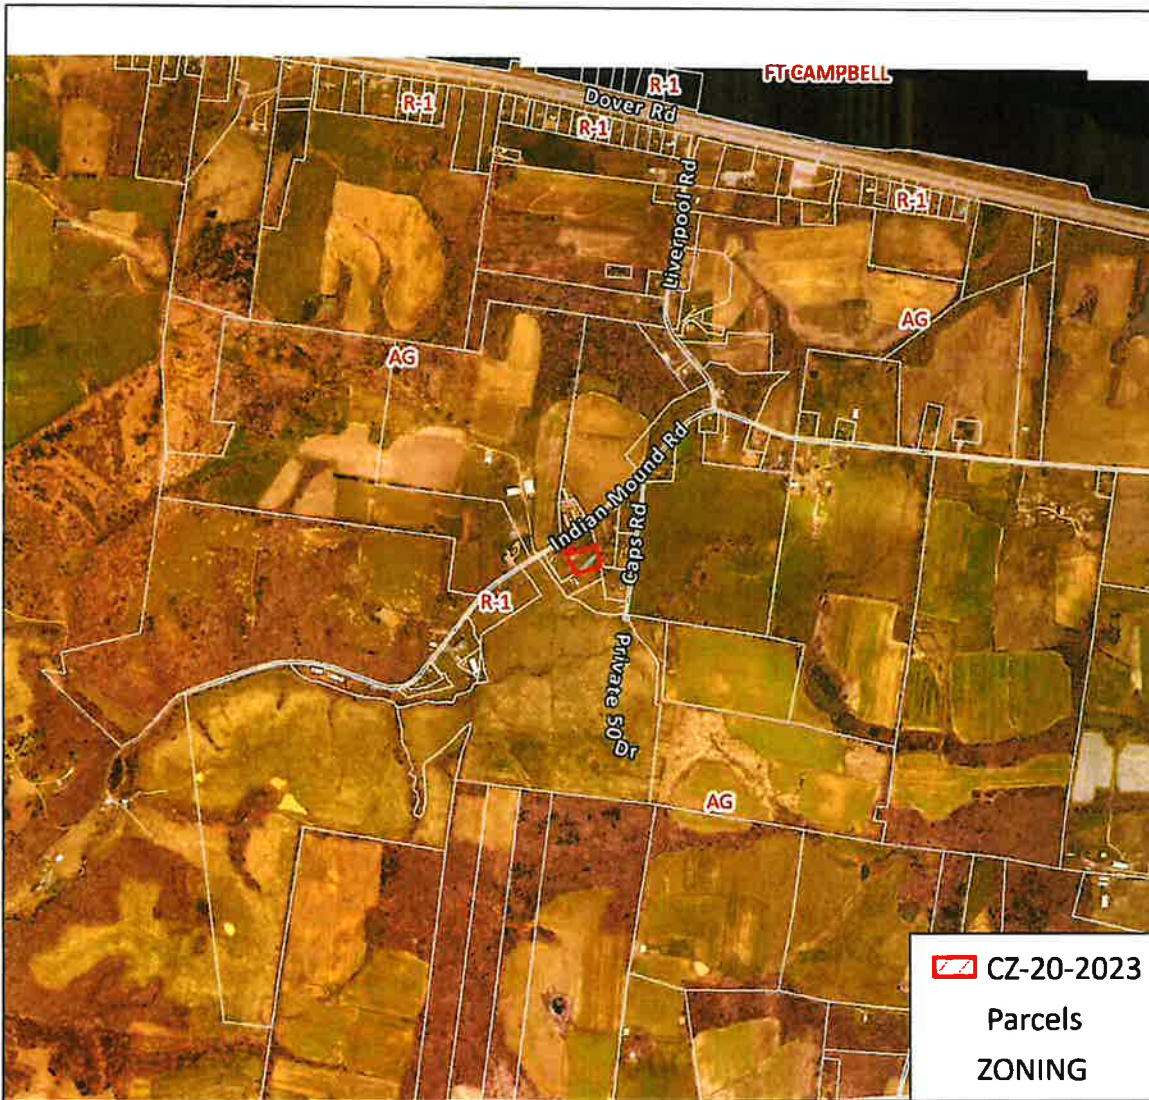 FT CAMPBELL
R-1
R-1
Dover Rd
R-1
Liverpool Rd
R-1
AG
AG
Indian Mound Rd
Caps Rd
R-1
Private 50 Dr
AG
CZ-20-2023
Parcels
ZONING